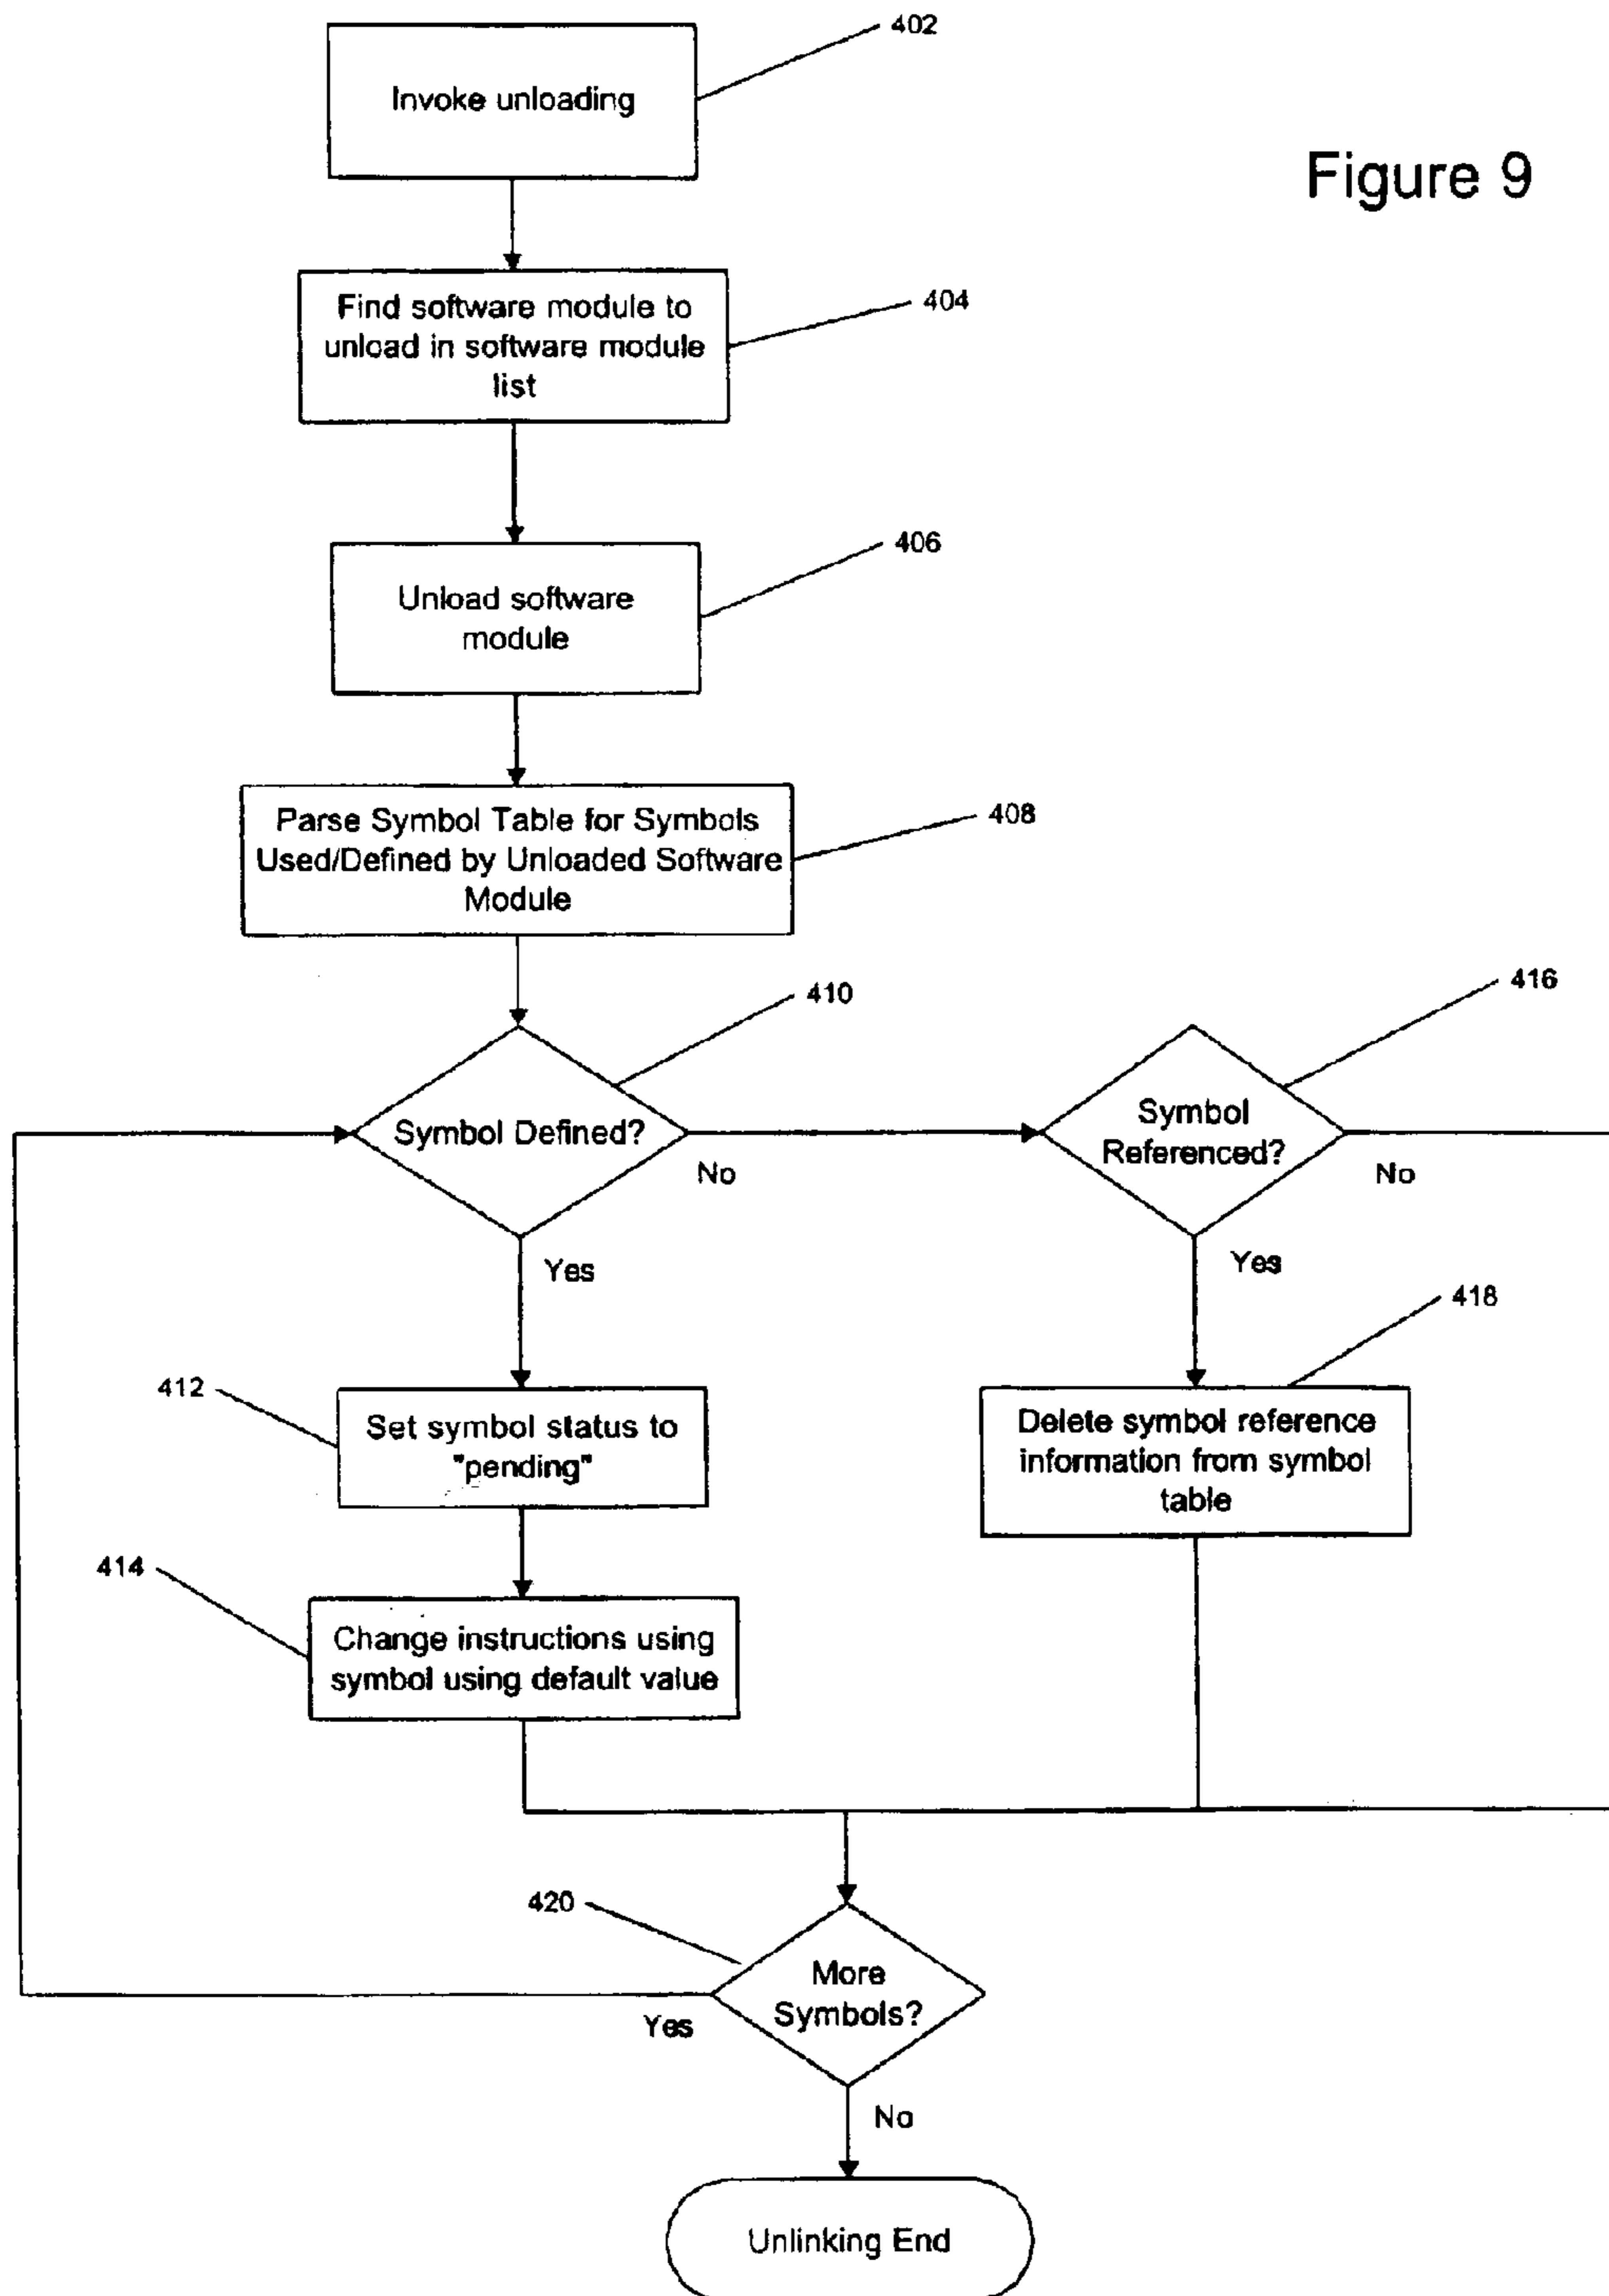 402
Invoke unloading
Figure 9
Find software module to
unload in software module
list
404
406
Unload software
module
Parse Symbol Table for Symbols
Used/Defined by Unloaded Software
Module
408
410
416
Symbol Defined?
No
Symbol
Referenced?
No
Yes
Yes
418
412
Set symbol status to
"pending"
Delete symbol reference
information from symbol
table
414
Change instructions using
symbol using default value
420
More
Symbols?
Yes
No
Unlinking End